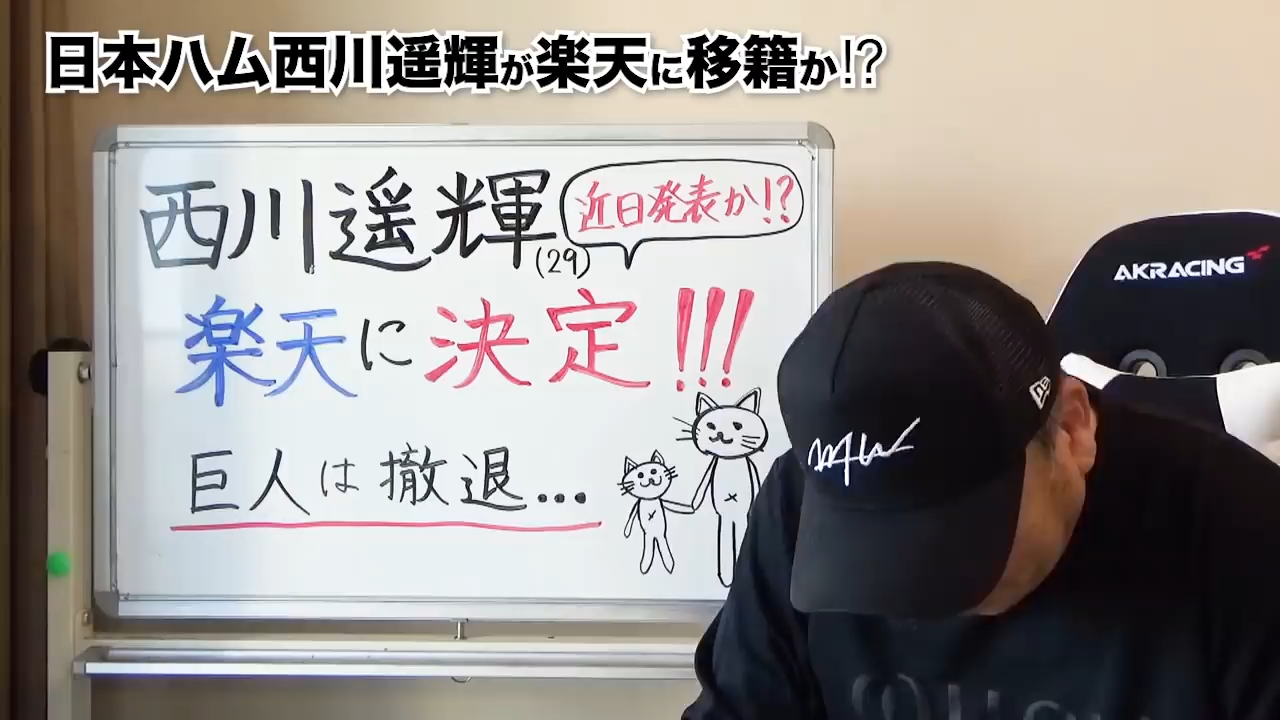 日本ハム西川遥輝が楽天に移籍か!?
西川遥輝
(29)
近日発表か!?
楽天に決定!!!
巨人は撤退...
AKRACING